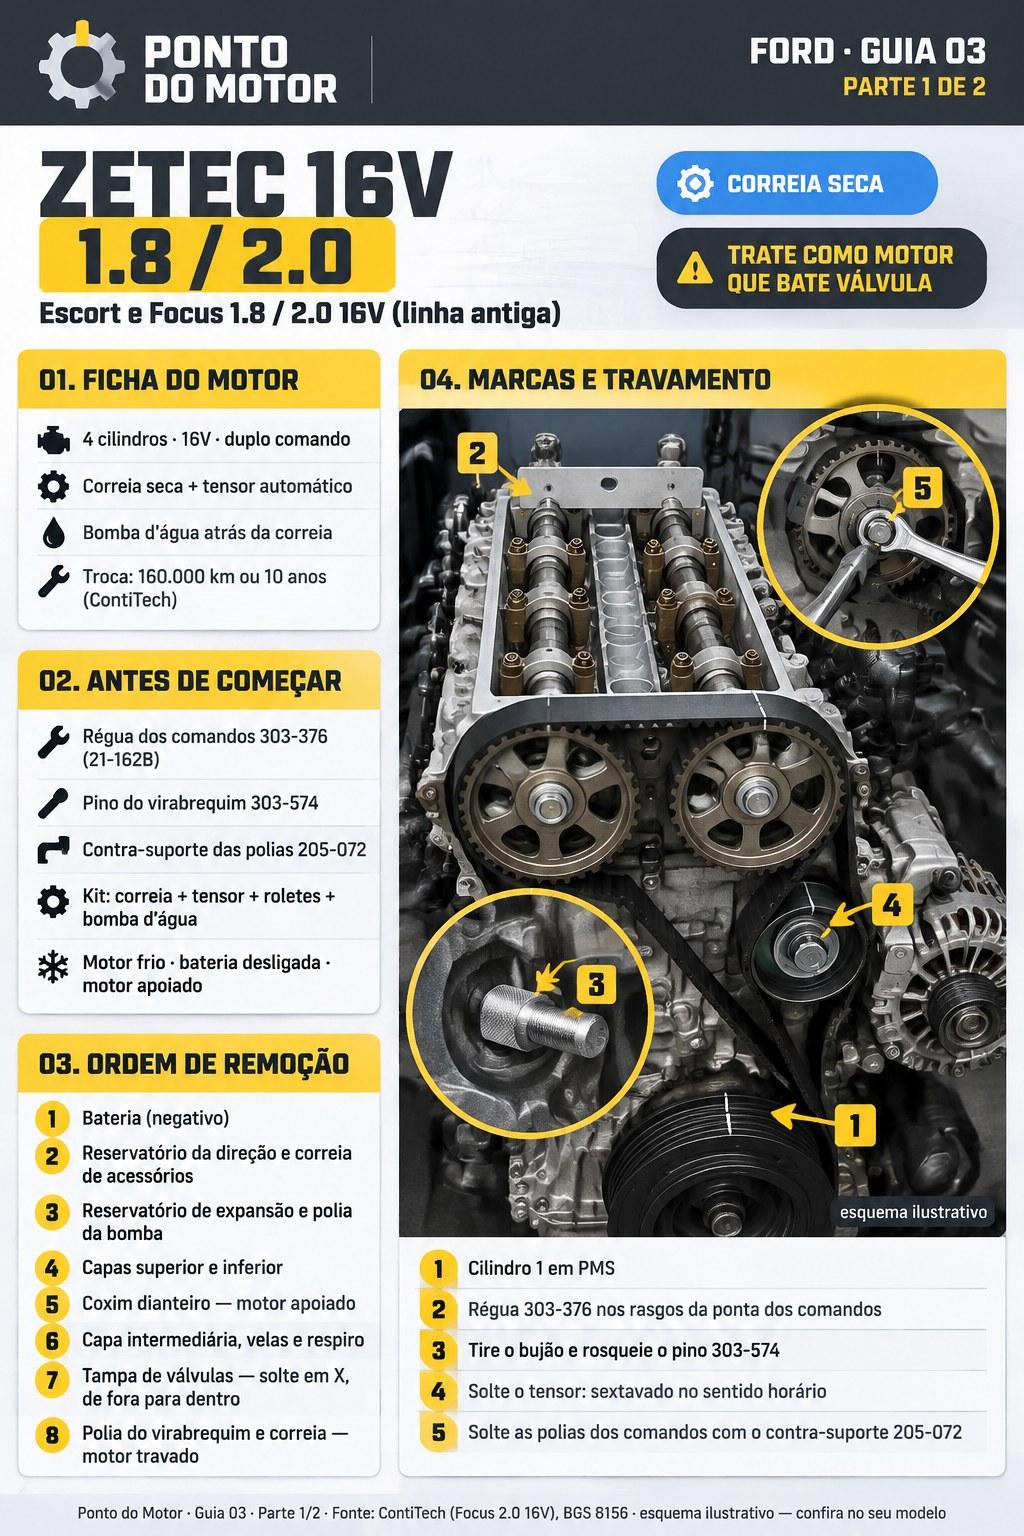 PONTO
DO MOTOR
FORD · GUIA 03
PARTE 1 DE 2
ZETEC 16V
1.8 / 2.0
Escort e Focus 1.8 / 2.0 16V (linha antiga)
CORREIA SECA
TRATE COMO MOTOR
QUE BATE VÁLVULA
01. FICHA DO MOTOR
4 cilindros · 16V · duplo comando
Correia seca + tensor automático
Bomba d'água atrás da correia
Troca: 160.000 km ou 10 anos
(ContiTech)
02. ANTES DE COMEÇAR
Régua dos comandos 303-376
(21-162B)
Pino do virabrequim 303-574
Contra-suporte das polias 205-072
Kit: correia + tensor + roletes +
bomba d'água
Motor frio · bateria desligada ·
motor apoiado
03. ORDEM DE REMOÇÃO
1 Bateria (negativo)
2 Reservatório da direção e correia
de acessórios
3 Reservatório de expansão e polia
da bomba
4 Capas superior e inferior
5 Coxim dianteiro — motor apoiado
6 Capa intermediária, velas e respiro
7 Tampa de válvulas — solte em X,
de fora para dentro
8 Polia do virabrequim e correia —
motor travado
04. MARCAS E TRAVAMENTO
2
5
4
3
1
esquema ilustrativo
1 Cilindro 1 em PMS
2 Régua 303-376 nos rasgos da ponta dos comandos
3 Tire o bujão e rosqueie o pino 303-574
4 Solte o tensor: sextavado no sentido horário
5 Solte as polias dos comandos com o contra-suporte 205-072
Ponto do Motor · Guia 03 · Parte 1/2 · Fonte: ContiTech (Focus 2.0 16V), BGS 8156 · esquema ilustrativo — confira no seu modelo